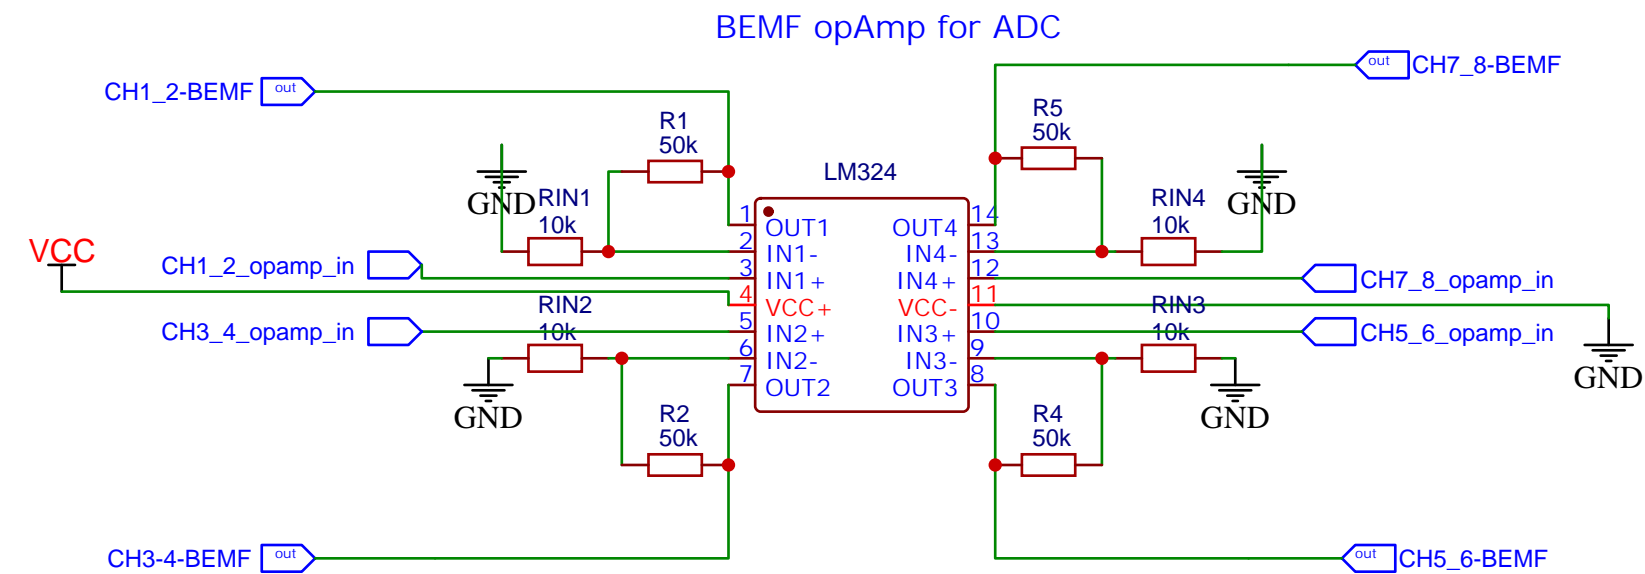 BEMF opAmp for ADC
CH1_2-BEMF
out
out
CH7_8-BEMF
R1
50k
R5
50k
LM324
GND
RIN1
10k
RIN4
10k
GND
1
OUT1
OUT4
14
2
IN1-
IN4-
13
VCC
CH1_2_opamp_in
3
IN1+
IN4+
12
CH7_8_opamp_in
4
VCC+
VCC-
11
RIN2
10k
RIN3
10k
CH3_4_opamp_in
5
IN2+
IN3+
10
CH5_6_opamp_in
6
IN2-
IN3-
9
7
OUT2
OUT3
8
GND
GND
GND
R2
50k
R4
50k
CH3-4-BEMF
out
out
CH5_6-BEMF